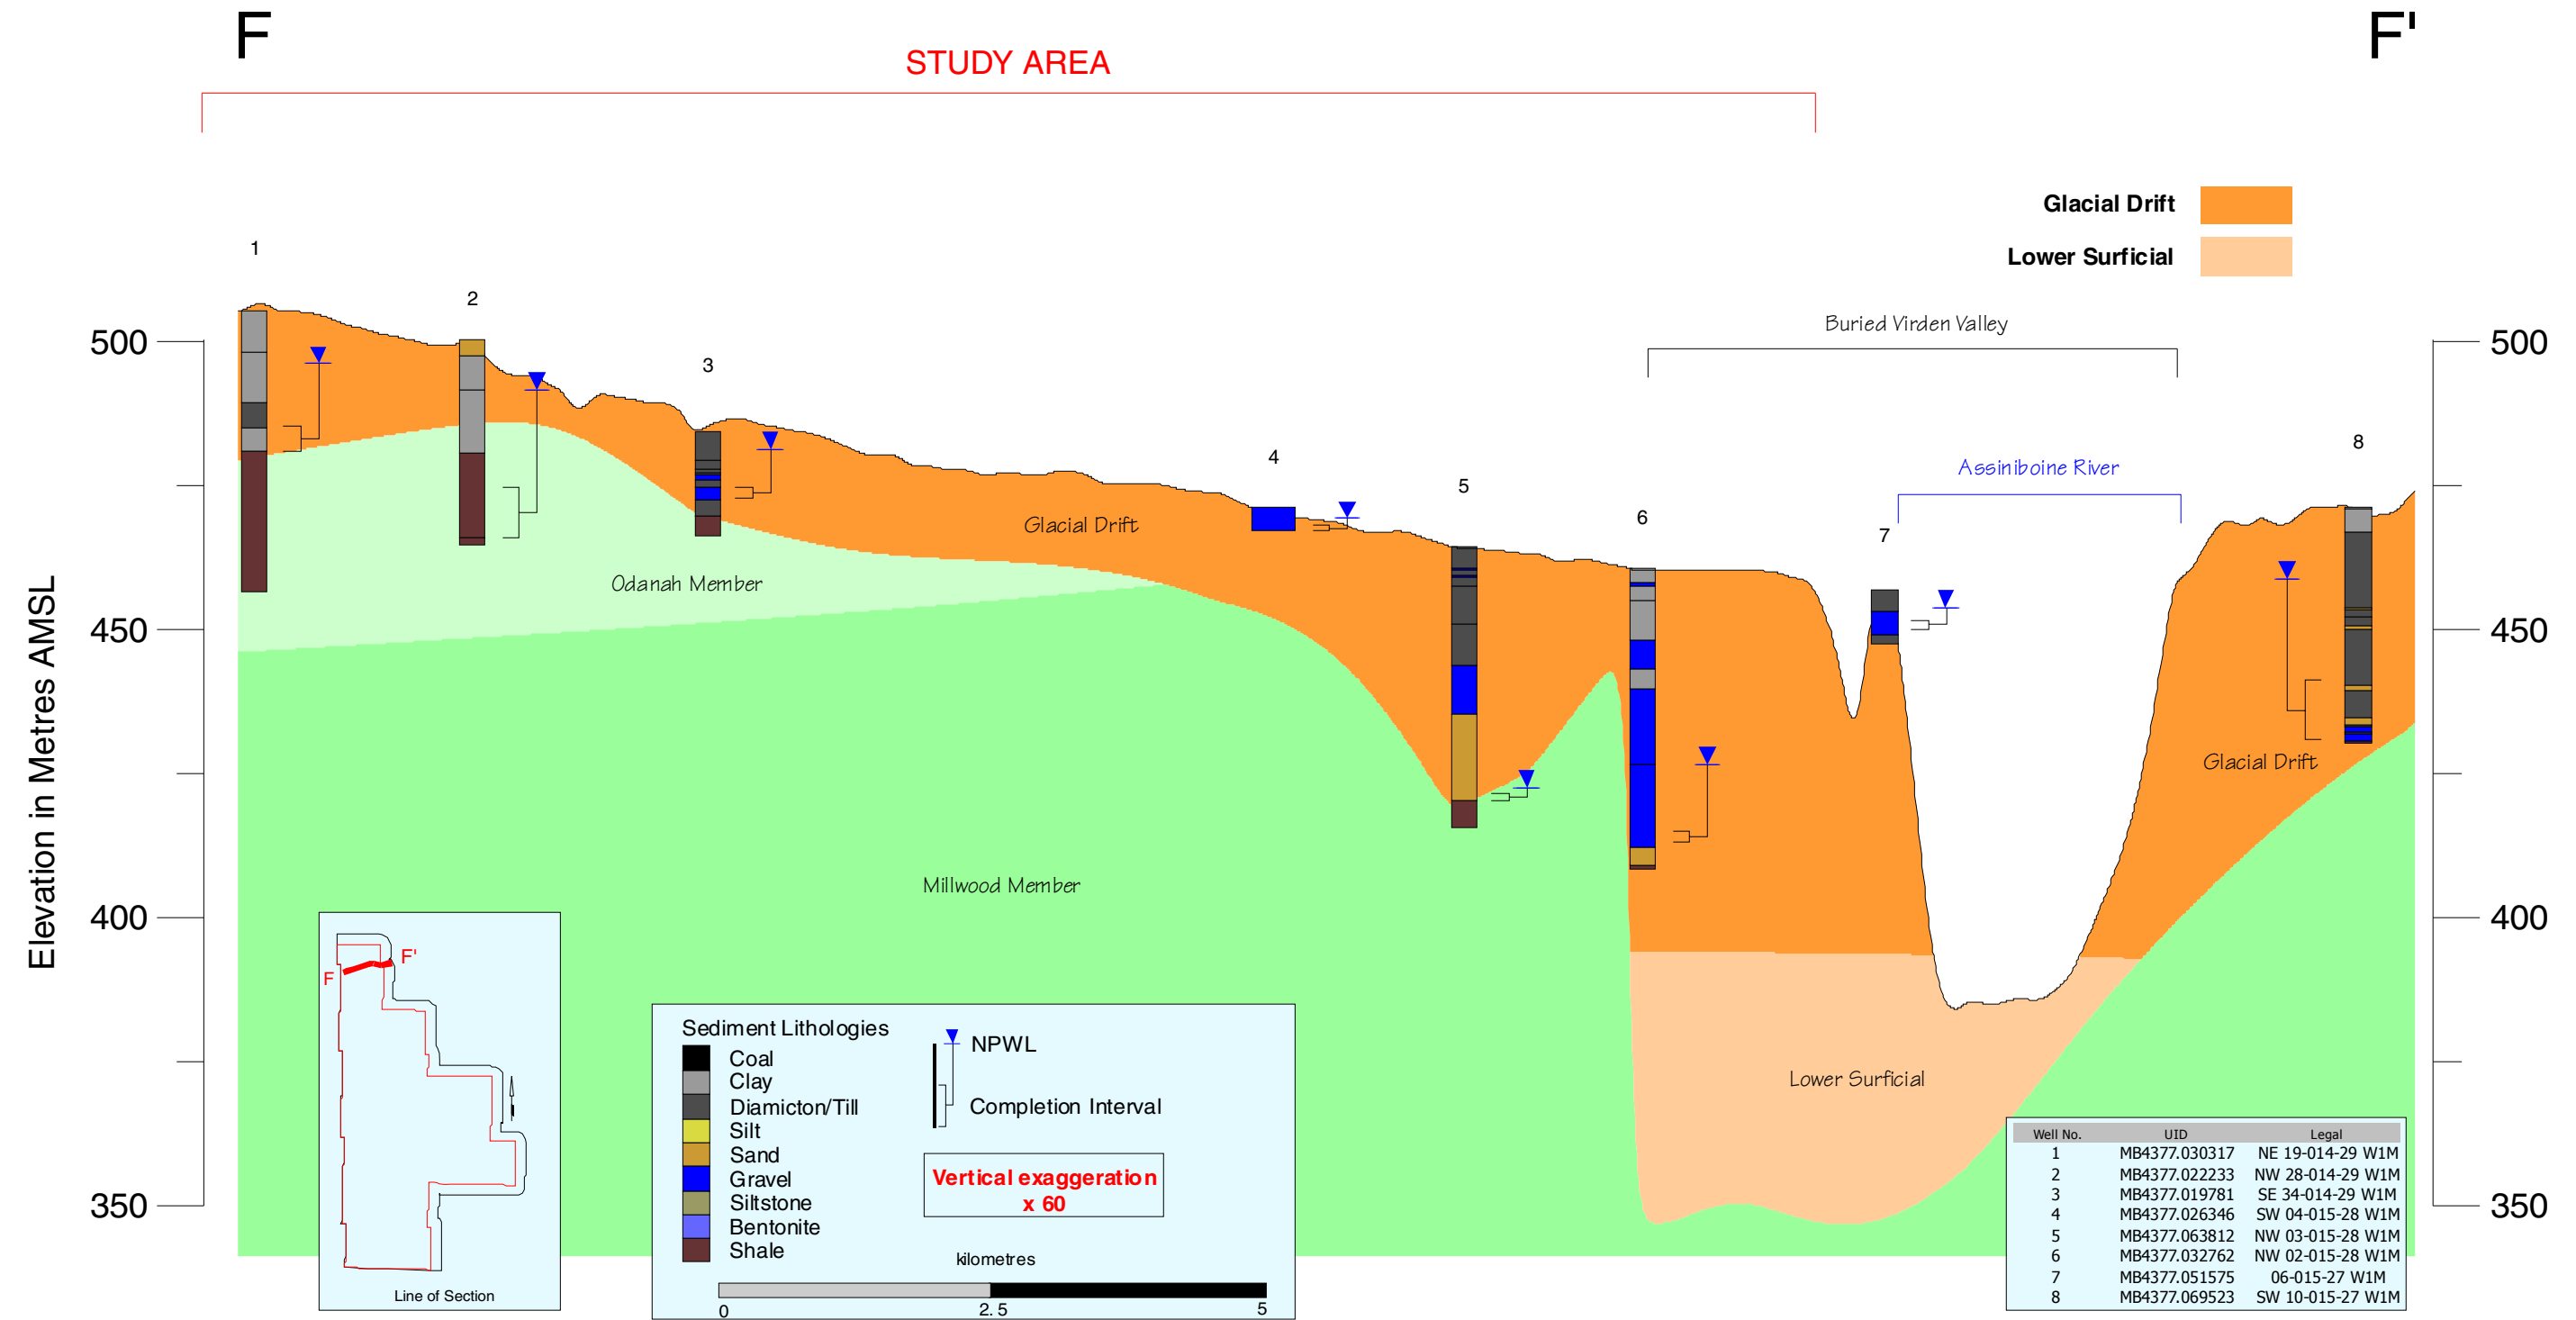 F
F'
STUDY AREA
Glacial Drift
Lower Surficial
1
2
3
4
5
6
7
8
Buried Virden Valley
Assiniboine River
500
450
400
350
500
450
400
350
Elevation in Metres AMSL
Glacial Drift
Odanah Member
Glacial Drift
Millwood Member
Lower Surficial
F
F'
Line of Section
Sediment Lithologies
Coal
Clay
Diamicton/Till
Silt
Sand
Gravel
Siltstone
Bentonite
Shale
NPWL
Completion Interval
Vertical exaggeration
x 60
kilometres
0 2.5 5
Well No. UID Legal
1 MB4377.030317 NE 19-014-29 W1M
2 MB4377.022233 NW 28-014-29 W1M
3 MB4377.019781 SE 34-014-29 W1M
4 MB4377.026346 SW 04-015-28 W1M
5 MB4377.063812 NW 03-015-28 W1M
6 MB4377.032762 NW 02-015-28 W1M
7 MB4377.051575 06-015-27 W1M
8 MB4377.069523 SW 10-015-27 W1M